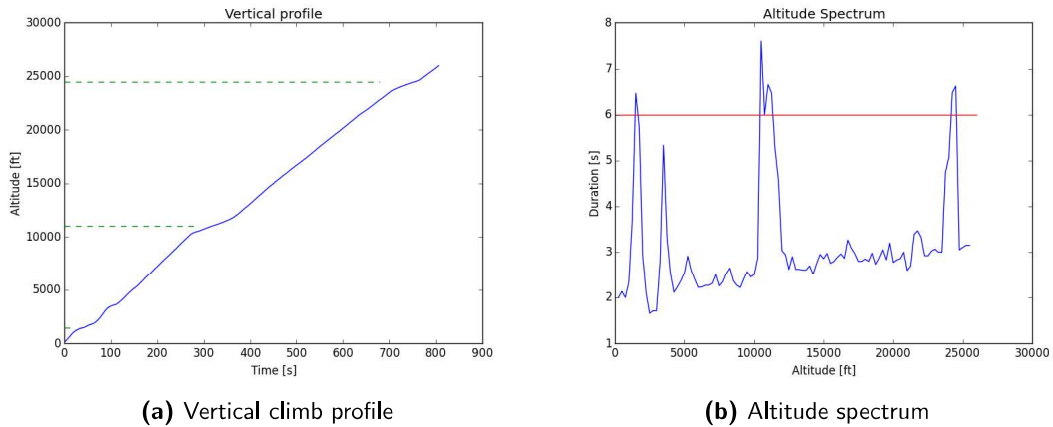 Vertical profile
30000
25000
20000
15000
10000
5000
0
Altitude [ft]
0 100 200 300 400 500 600 700 800 900
Time [s]
(a) Vertical climb profile
Altitude Spectrum
8
7
6
5
4
3
2
1
Duration [s]
0 5000 10000 15000 20000 25000 30000
Altitude [ft]
(b) Altitude spectrum